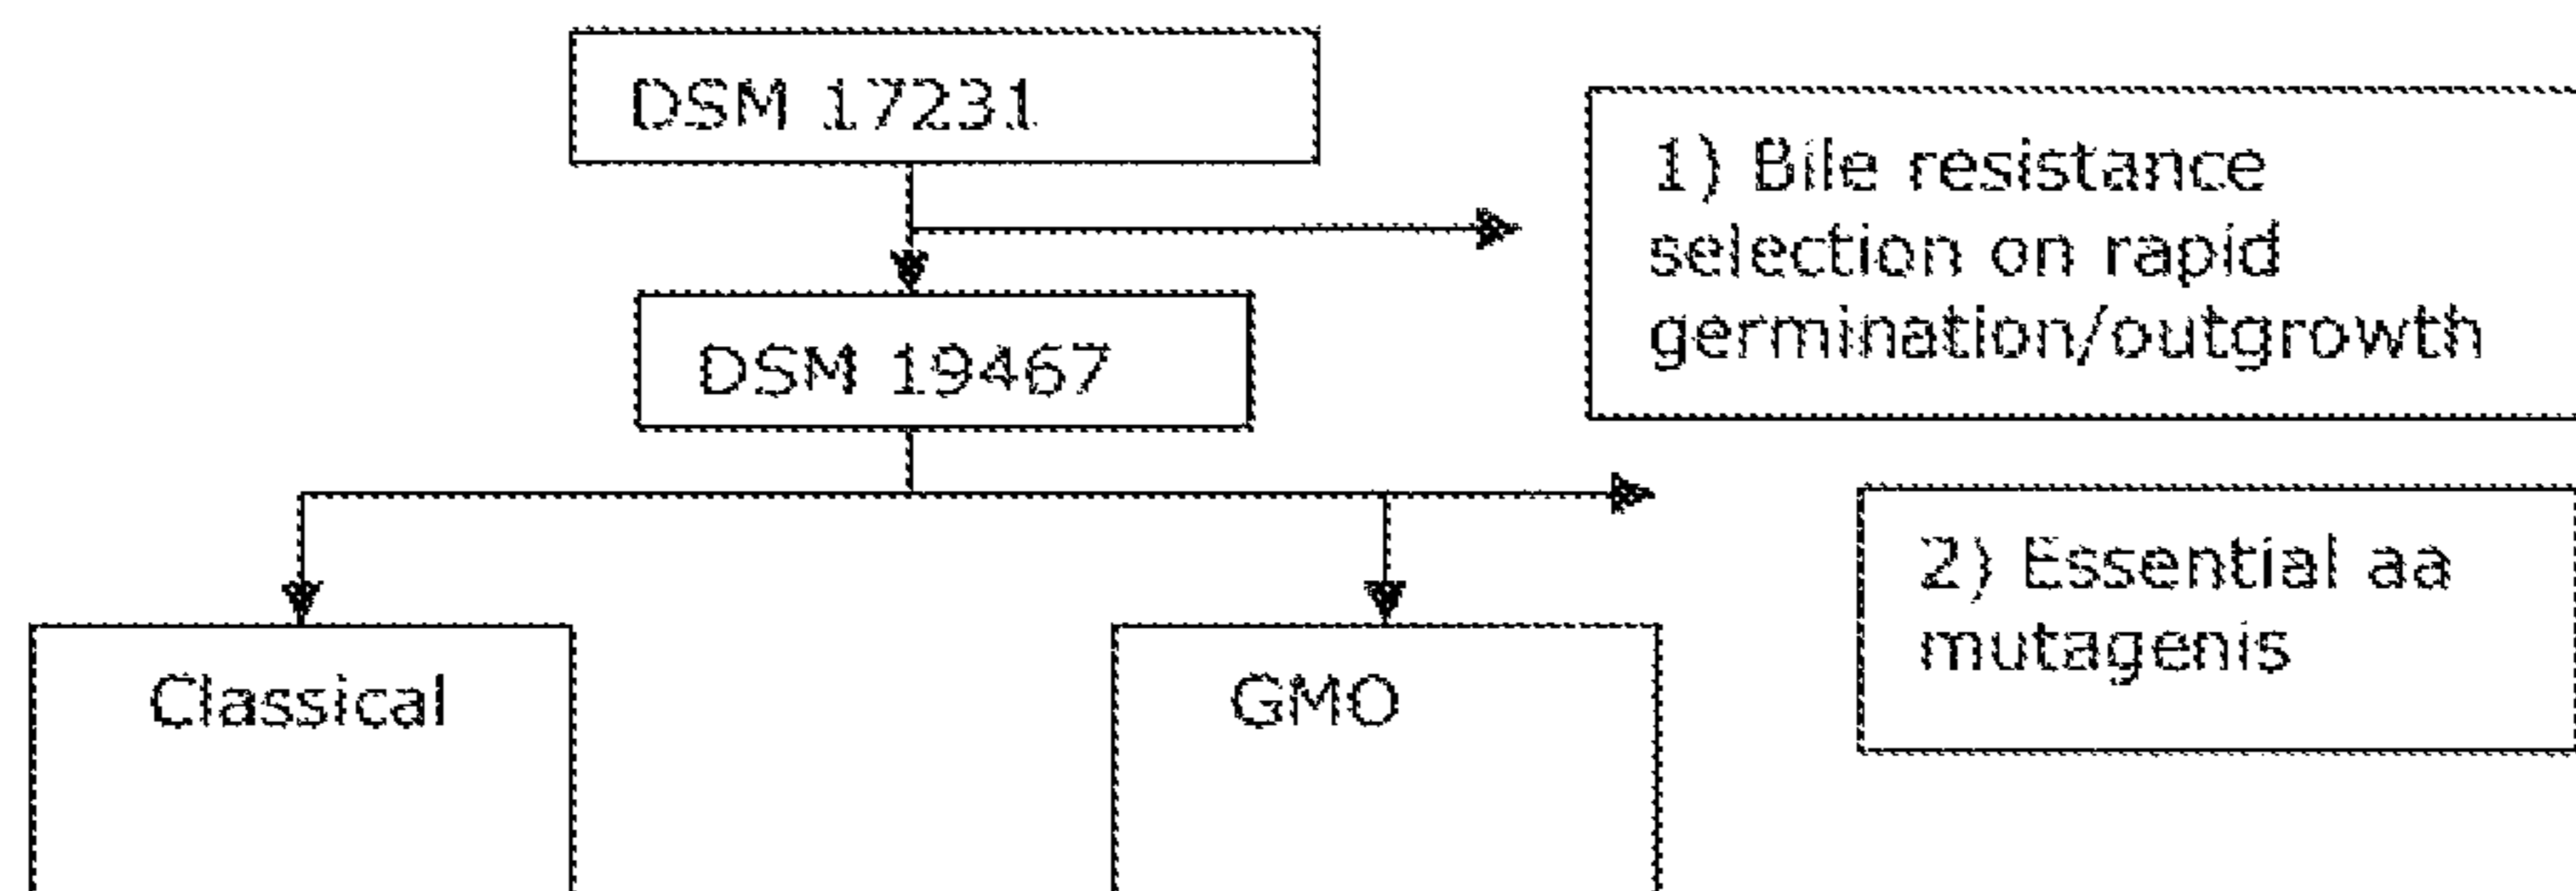 DSM 17231
1) Bile resistance
selection on rapid
germination/outgrowth
DSM 19467
2) Essential aa
mutagenis
Classical
GMO